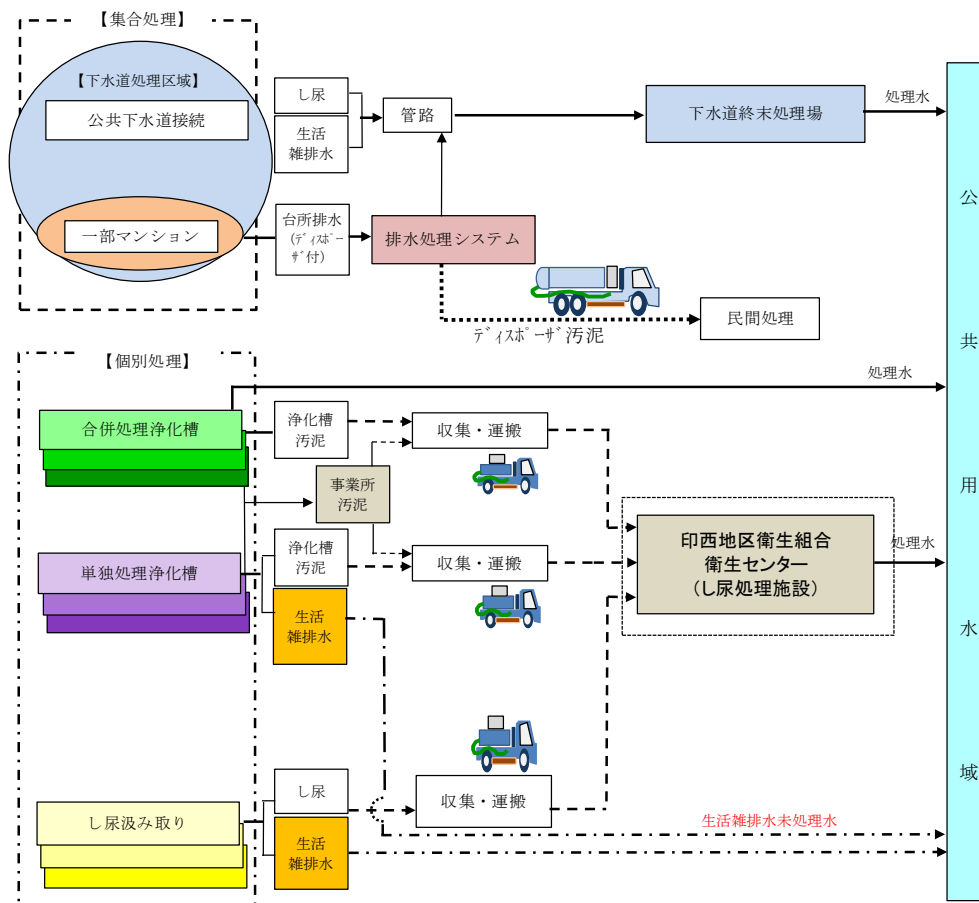 【集合処理】
【下水道処理区域】
公共下水道接続
一部マンション
し尿
生活
雑排水
管路
下水道終末処理場
処理水
台所排水
(ディスポー
ザ付)
排水処理システム
ディスポーザ汚泥
民間処理
【個別処理】
処理水
合併処理浄化槽
浄化槽
汚泥
収集・運搬
事業所
汚泥
単独処理浄化槽
浄化槽
汚泥
収集・運搬
生活
雑排水
印西地区衛生組合
衛生センター
(し尿処理施設)
処理水
し尿汲み取り
し尿
収集・運搬
生活
雑排水
生活雑排水未処理水
公共用水域